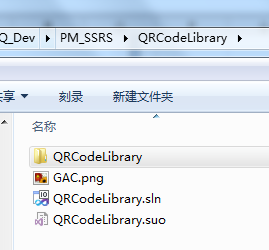 Q_Dev ▸ PM_SSRS ▸ QRCodeLibrary ▸
享 刻录 新建文件夹
名称
QRCodeLibrary
GAC.png
QRCodeLibrary.sln
QRCodeLibrary.suo